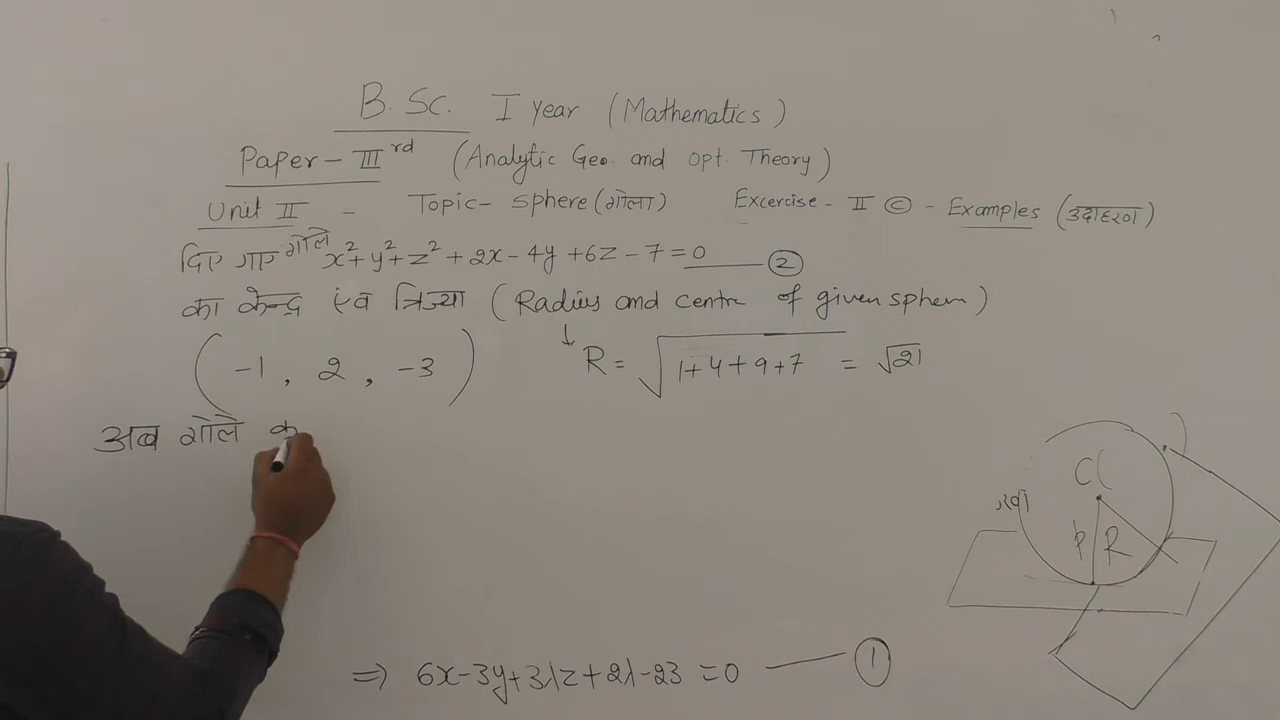 B. Sc. I year (Mathematics)
Paper - III rd (Analytic Geo. and Opt. Theory)
Unit II - Topic - Sphere (गोला) Excercise - II (C) - Examples (उदाहरण)
दिए गए गोले x²+y²+z²+2x-4y+6z-7=0 —— (2)
का केन्द्र एंव त्रिज्या (Radius and centre of given sphere)
(-1, 2, -3) ↓ R = √(1+4+9+7) = √21
अब गोले क
C(
p R
⇒ 6x-3y+3λz+2λ-23=0 —— (1)